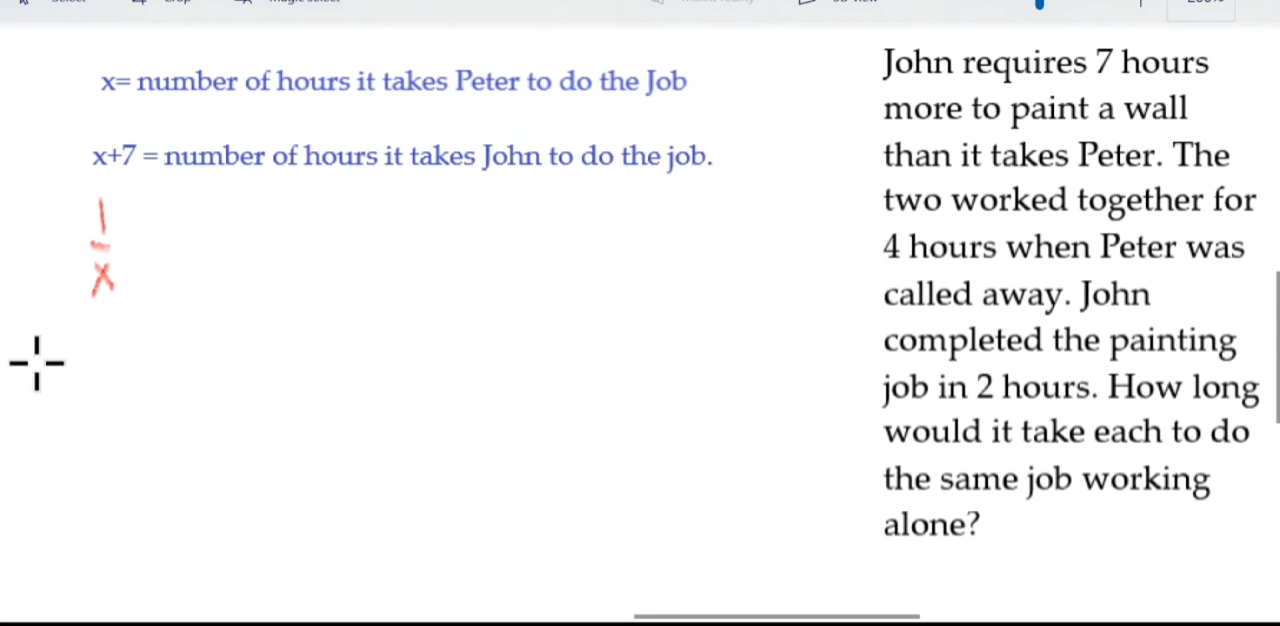 x= number of hours it takes Peter to do the Job
x+7 = number of hours it takes John to do the job.
1
-
x
John requires 7 hours
more to paint a wall
than it takes Peter. The
two worked together for
4 hours when Peter was
called away. John
completed the painting
job in 2 hours. How long
would it take each to do
the same job working
alone?